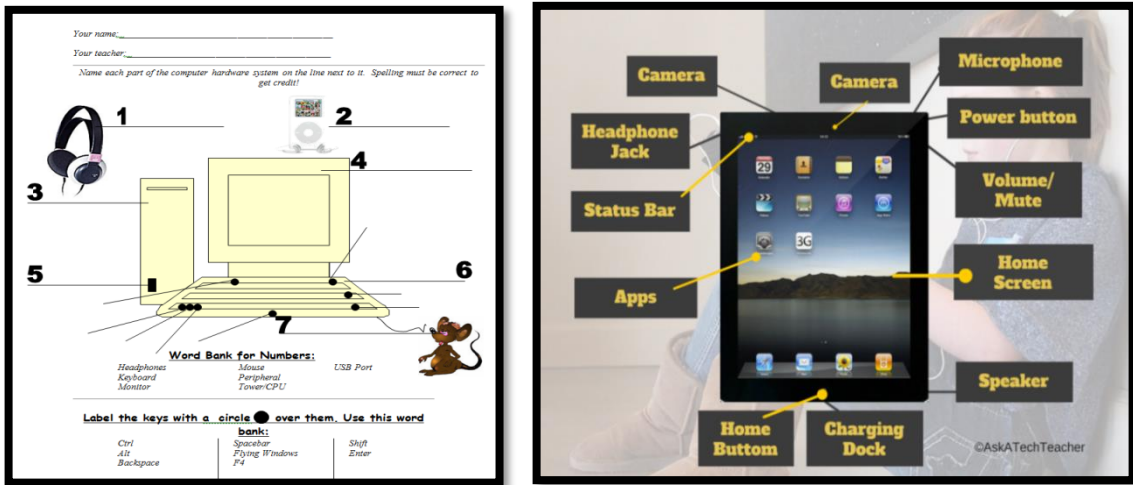 Your name:
Your teacher:
Name each part of the computer hardware system on the line next to it. Spelling must be correct to
get credit!
1
2
3
4
5
6
7
Word Bank for Numbers:
Headphones Mouse USB Port
Keyboard Peripheral
Monitor Tower/CPU
Label the keys with a circle over them. Use this word
bank:
Ctrl Spacebar Shift
Alt Flying Windows Enter
Backspace F4
Camera
Camera
Microphone
Headphone
Jack
Power button
Status Bar
Volume/
Mute
29
3G
Apps
Home
Screen
Speaker
Home
Buttom
Charging
Dock
©AskATechTeacher